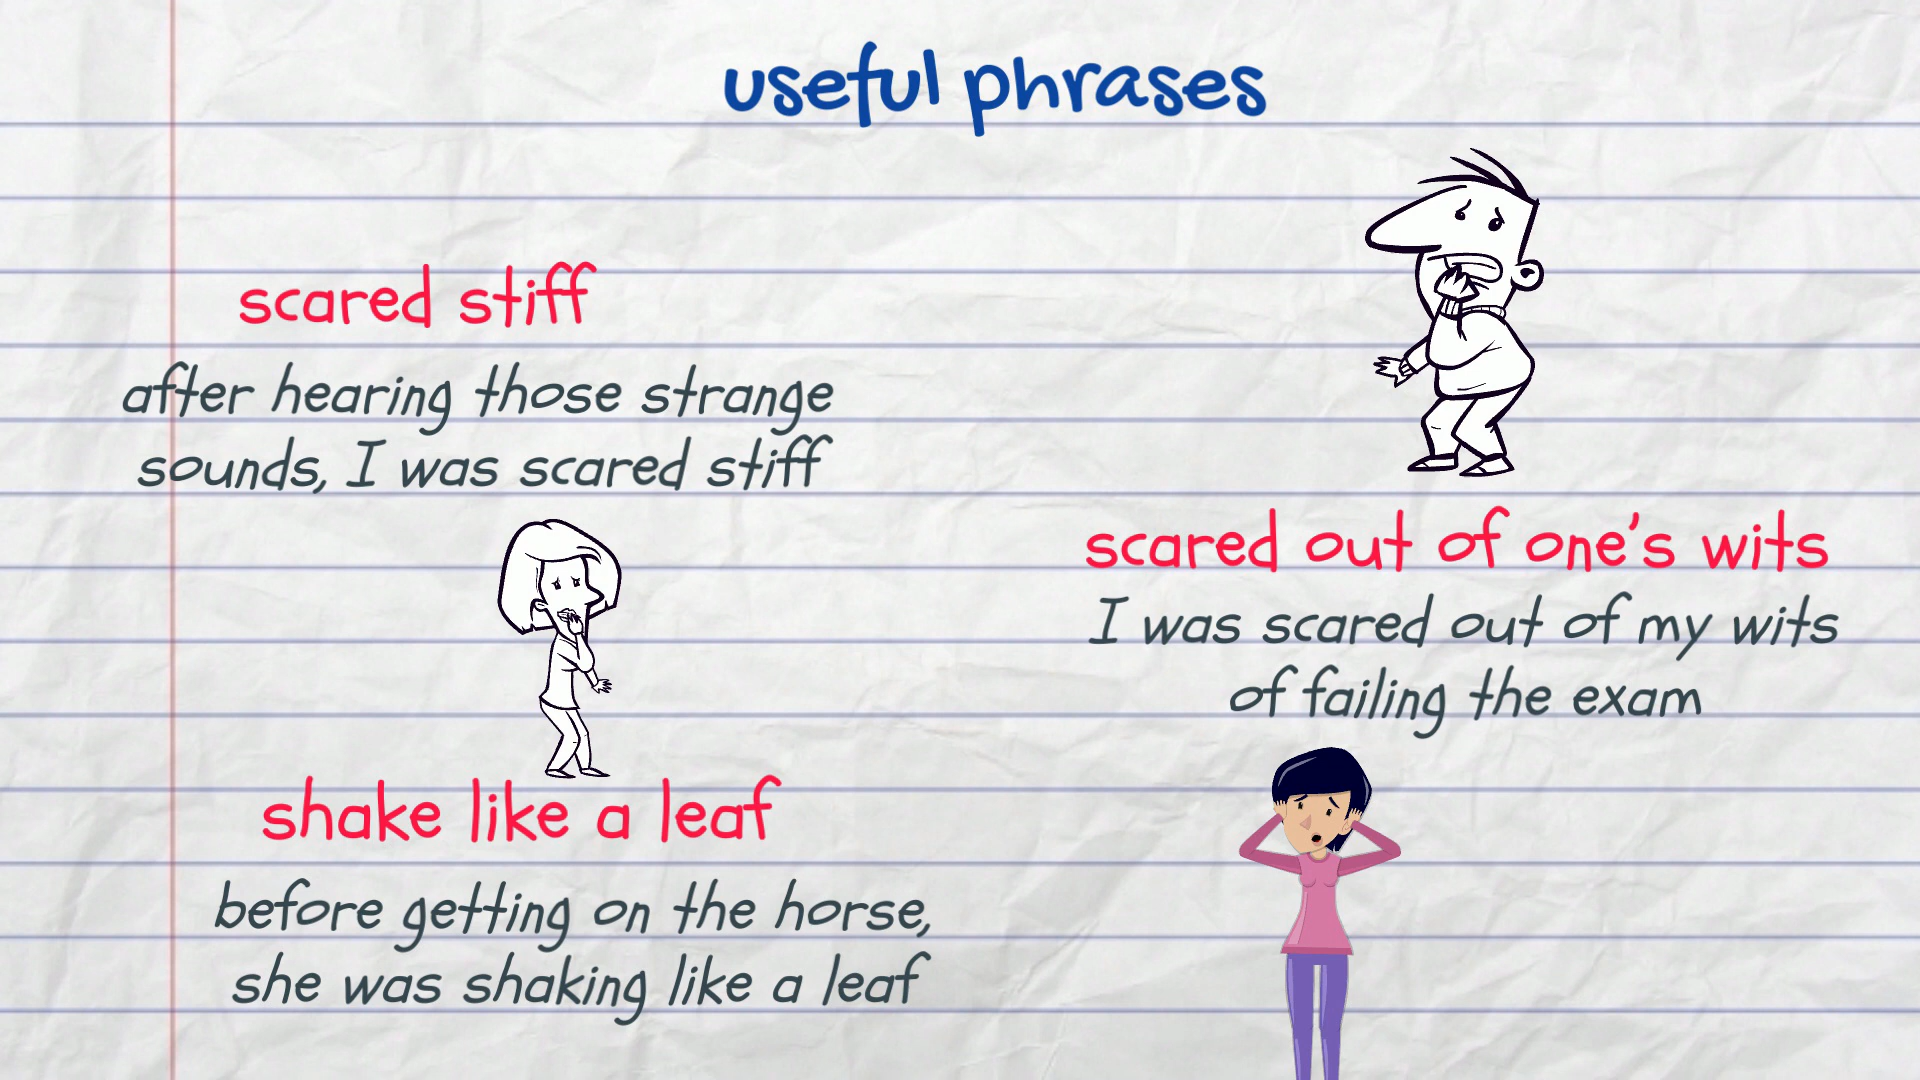 useful phrases
scared stiff
after hearing those strange
sounds, I was scared stiff
scared out of one's wits
I was scared out of my wits
of failing the exam
shake like a leaf
before getting on the horse,
she was shaking like a leaf